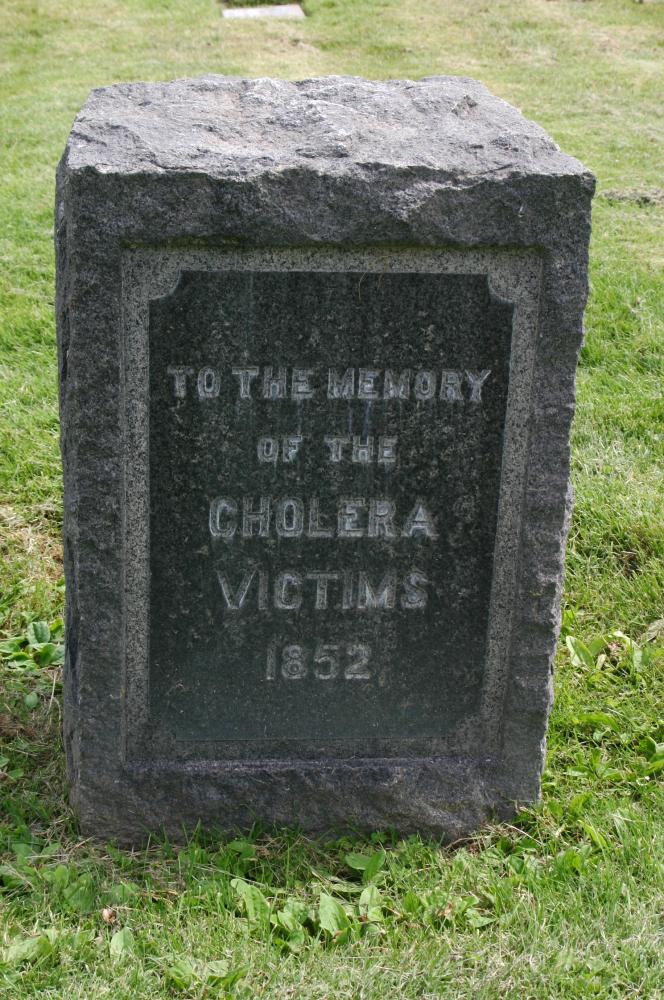 TO THE MEMORY
OF THE
CHOLERA
VICTIMS
1852